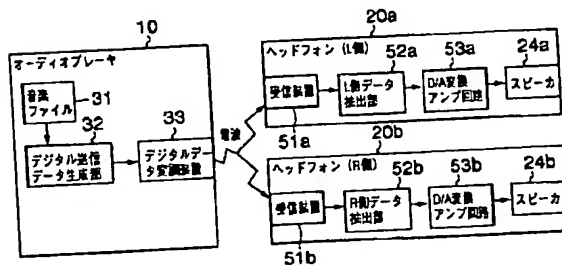 10
オーディオプレーヤ
音楽
ファイル
31
32
デジタル送信
データ生成部
33
デジタルデー
タ変調装置
電波
20a
ヘッドフォン (L側)
受信装置
51a
52a
L側データ
抽出部
53a
D/A変換
アンプ回路
24a
スピーカ
20b
ヘッドフォン (R側)
受信装置
51b
52b
R側データ
抽出部
53b
D/A変換
アンプ回路
24b
スピーカ